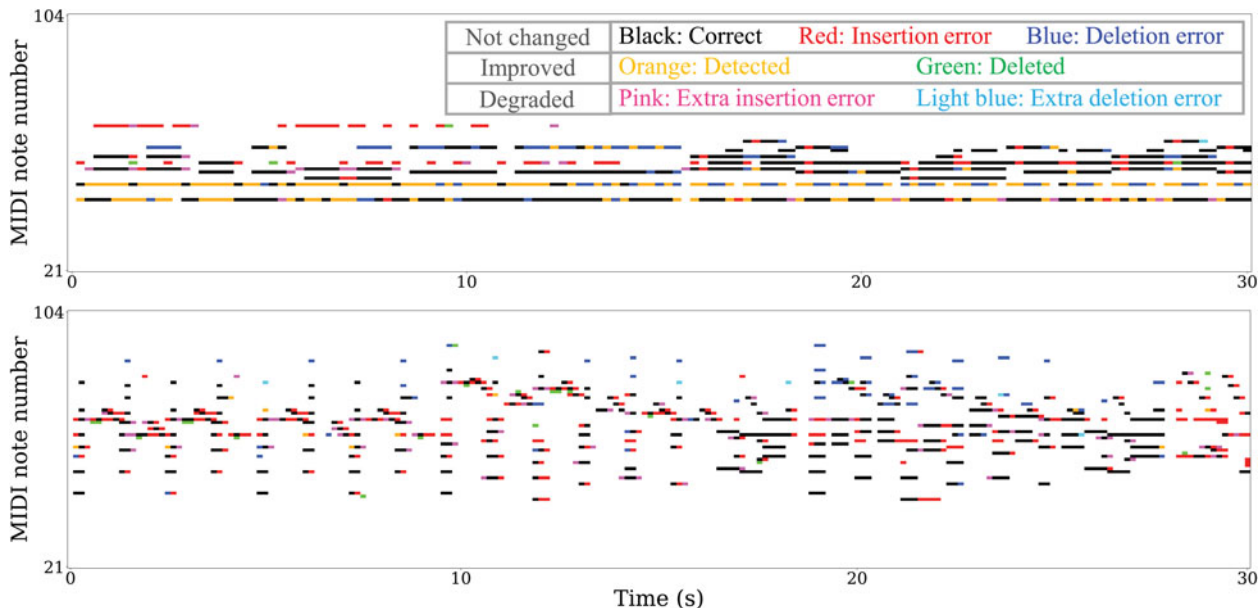 104
Not changed Black: Correct Red: Insertion error Blue: Deletion error
Improved Orange: Detected Green: Deleted
Degraded Pink: Extra insertion error Light blue: Extra deletion error
MIDI note number
21
0 10 20 30
104
MIDI note number
21
0 10 20 30
Time (s)